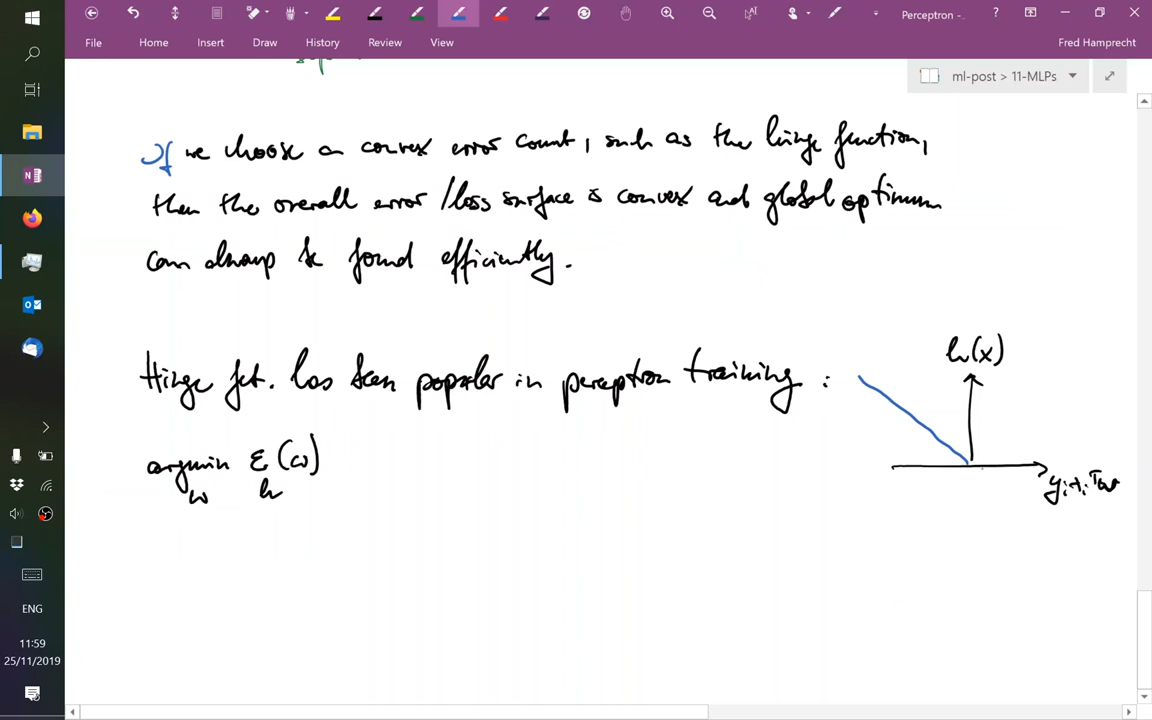 Perceptron -..
File Home Insert Draw History Review View
Fred Hamprecht
ml-post > 11-MLPs
If we choose a convex error count, such as the hinge function,
then the overall error/loss surface is convex and global optimum
can always be found efficiently.
Hinge fct. has been popular in perceptron training :
h(x)
argmin ε (ω)
w h
ENG
11:59
25/11/2019